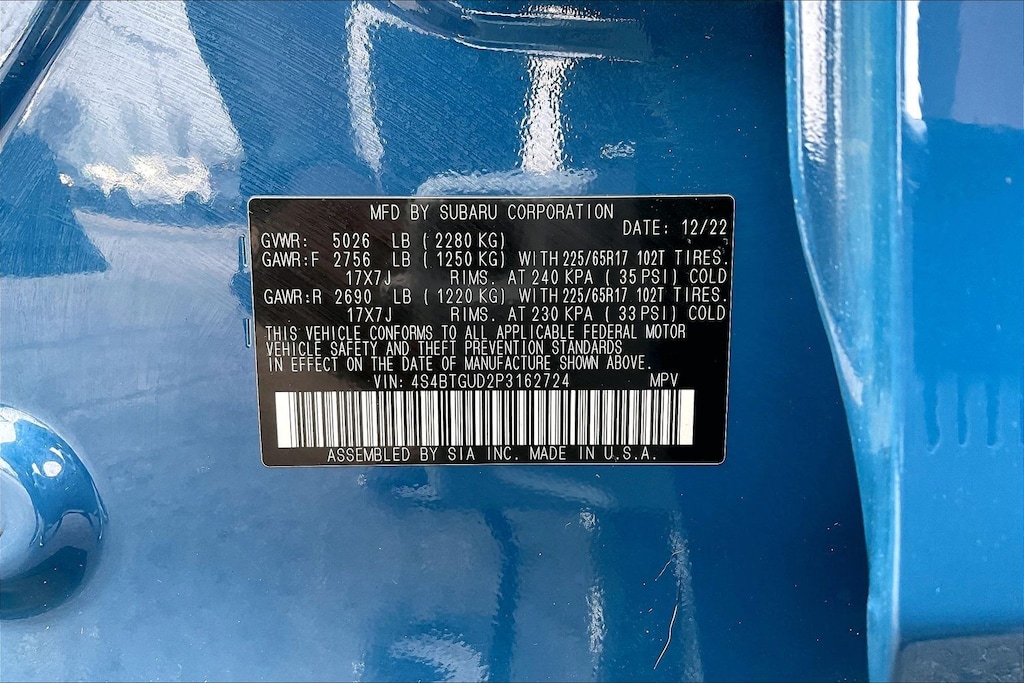 MFD BY SUBARU CORPORATION
DATE: 12/22
GVWR: 5026 LB ( 2280 KG)
GAWR:F 2756 LB ( 1250 KG) WITH 225/65R17 102T TIRES.
17X7J RIMS. AT 240 KPA ( 35 PSI) COLD
GAWR:R 2690 LB ( 1220 KG) WITH 225/65R17 102T TIRES.
17X7J RIMS. AT 230 KPA ( 33 PSI) COLD
THIS VEHICLE CONFORMS TO ALL APPLICABLE FEDERAL MOTOR
VEHICLE SAFETY AND THEFT PREVENTION STANDARDS
IN EFFECT ON THE DATE OF MANUFACTURE SHOWN ABOVE.
VIN: 4S4BTGUD2P3162724 MPV
ASSEMBLED BY SIA INC. MADE IN U.S.A.